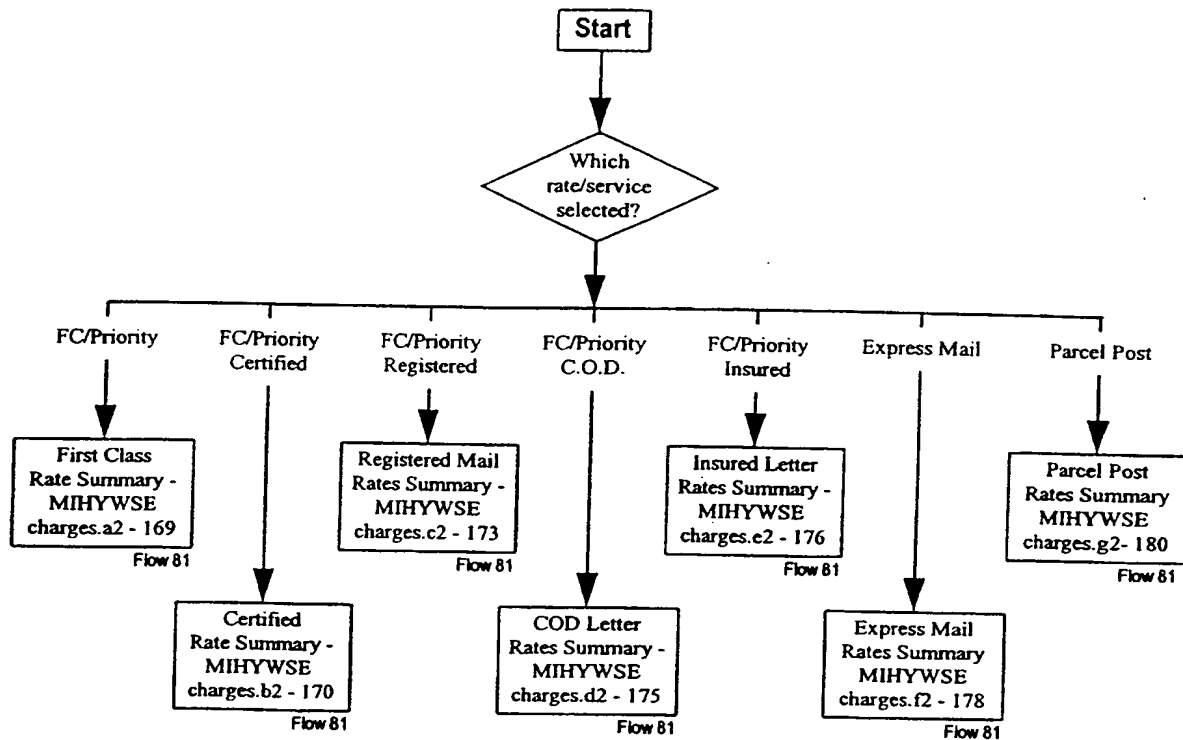 Start
Which
rate/service
selected?
FC/Priority
FC/Priority
Certified
FC/Priority
Registered
FC/Priority
C.O.D.
FC/Priority
Insured
Express Mail
Parcel Post
First Class
Rate Summary -
MIHYWSE
charges.a2 - 169
Flow 81
Registered Mail
Rates Summary -
MIHYWSE
charges.c2 - 173
Flow 81
Insured Letter
Rates Summary -
MIHYWSE
charges.e2 - 176
Flow 81
Parcel Post
Rates Summary
MIHYWSE
charges.g2- 180
Flow 81
Certified
Rate Summary -
MIHYWSE
charges.b2 - 170
Flow 81
COD Letter
Rates Summary -
MIHYWSE
charges.d2 - 175
Flow 81
Express Mail
Rates Summary
MIHYWSE
charges.f2 - 178
Flow 81